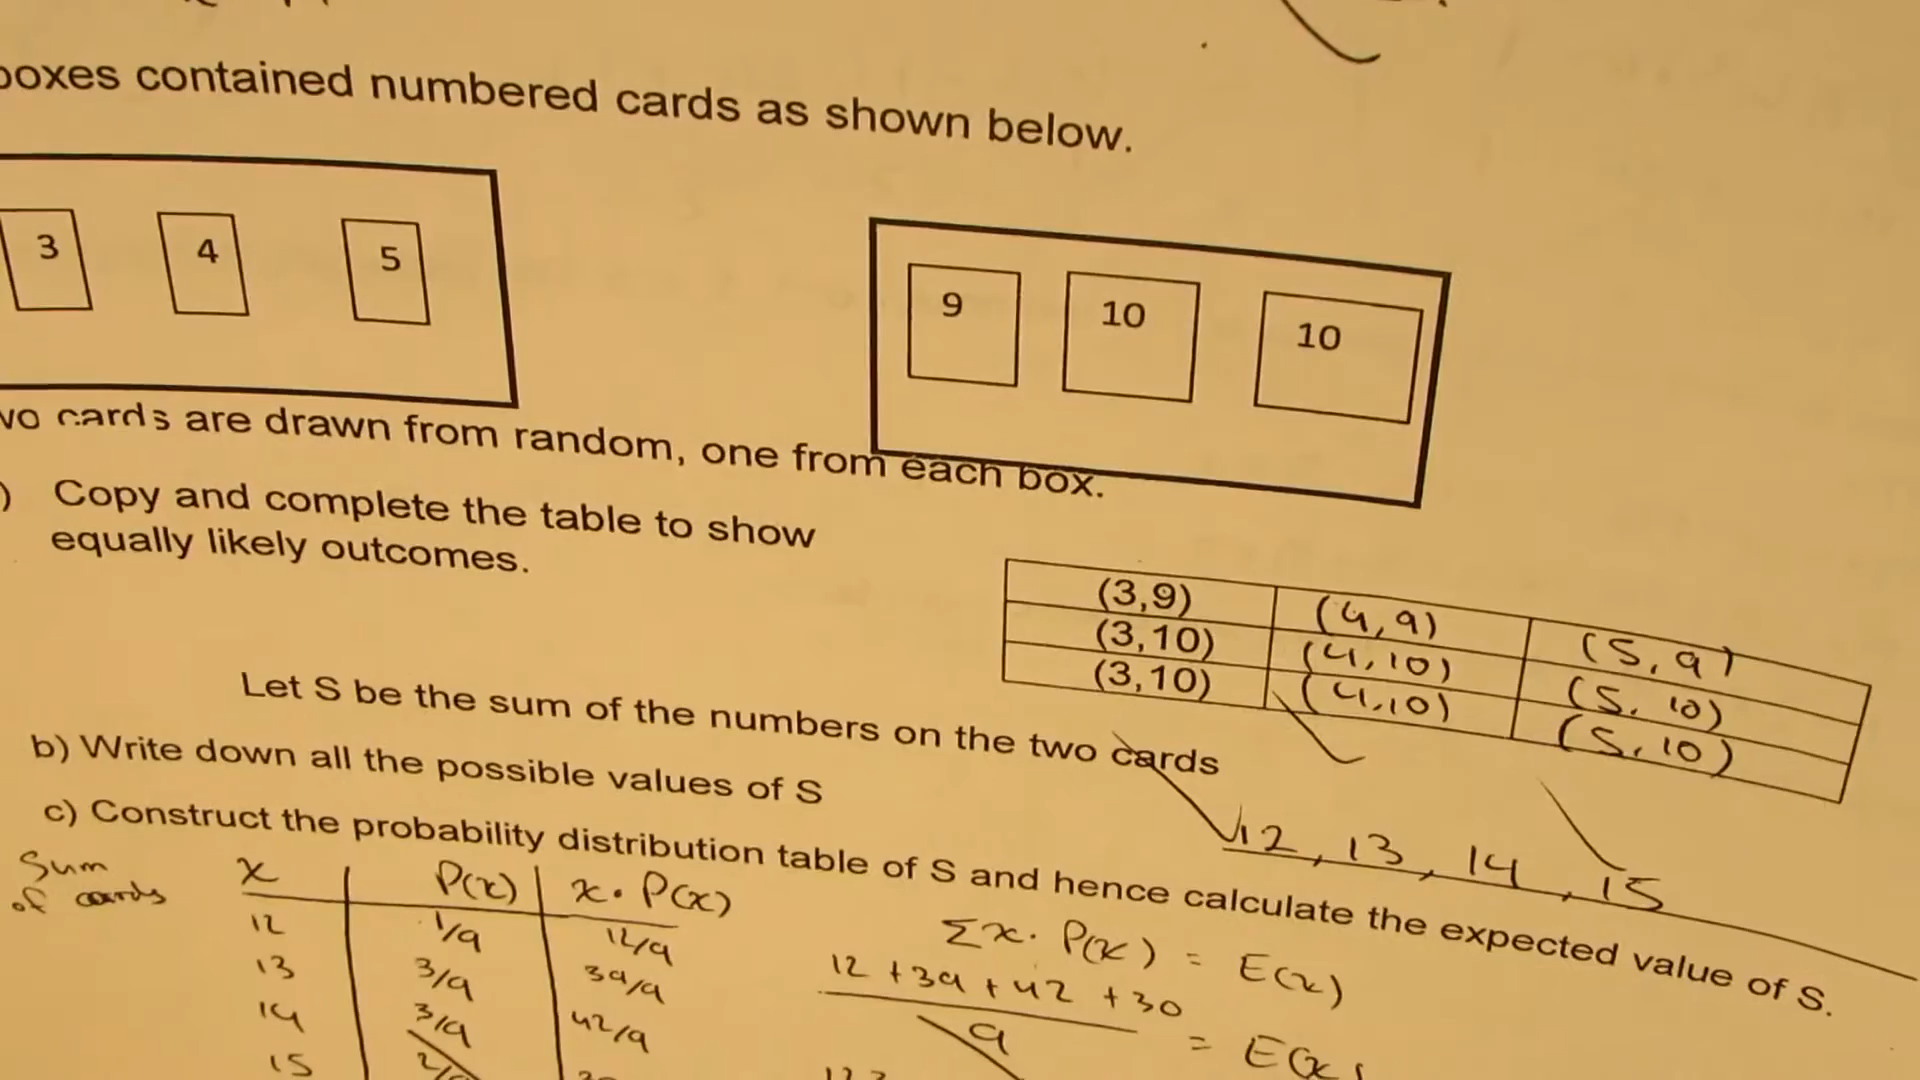 boxes contained numbered cards as shown below.
3 4 5
9 10 10
cards are drawn from random, one from each box.
) Copy and complete the table to show
equally likely outcomes.
(3,9) (4,9) (5,9)
(3,10) (4,10) (5,10)
(3,10) (4,10) (5,10)
Let S be the sum of the numbers on the two cards
b) Write down all the possible values of S
12, 13, 14, 15
c) Construct the probability distribution table of S and hence calculate the expected value of S.
Sum
of cards
x P(x) x·P(x)
12 1/9 12/9
13 3/9 39/9
14 3/9 42/9
15
Σx·P(x) = E(x)
12 + 39 + 42 + 30
9
= E(x)